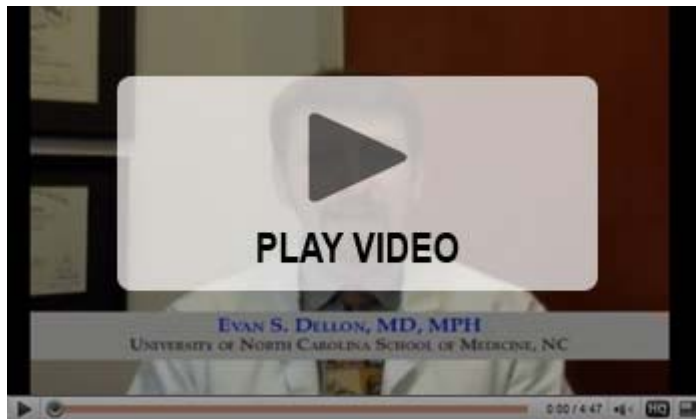 PLAY VIDEO
EVAN S. DELLON, MD, MPH
UNIVERSITY OF NORTH CAROLINA SCHOOL OF MEDICINE, NC
0:00 / 4:47
HQ